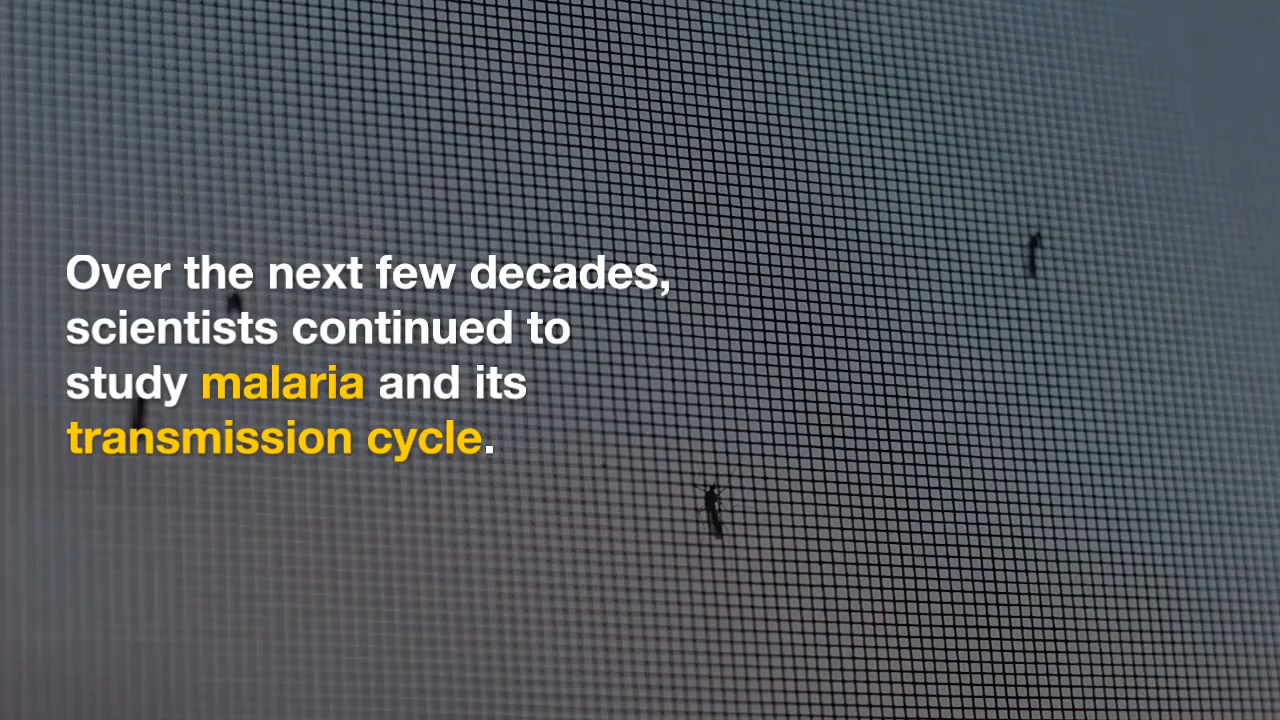 Over the next few decades,
scientists continued to
study malaria and its
transmission cycle.